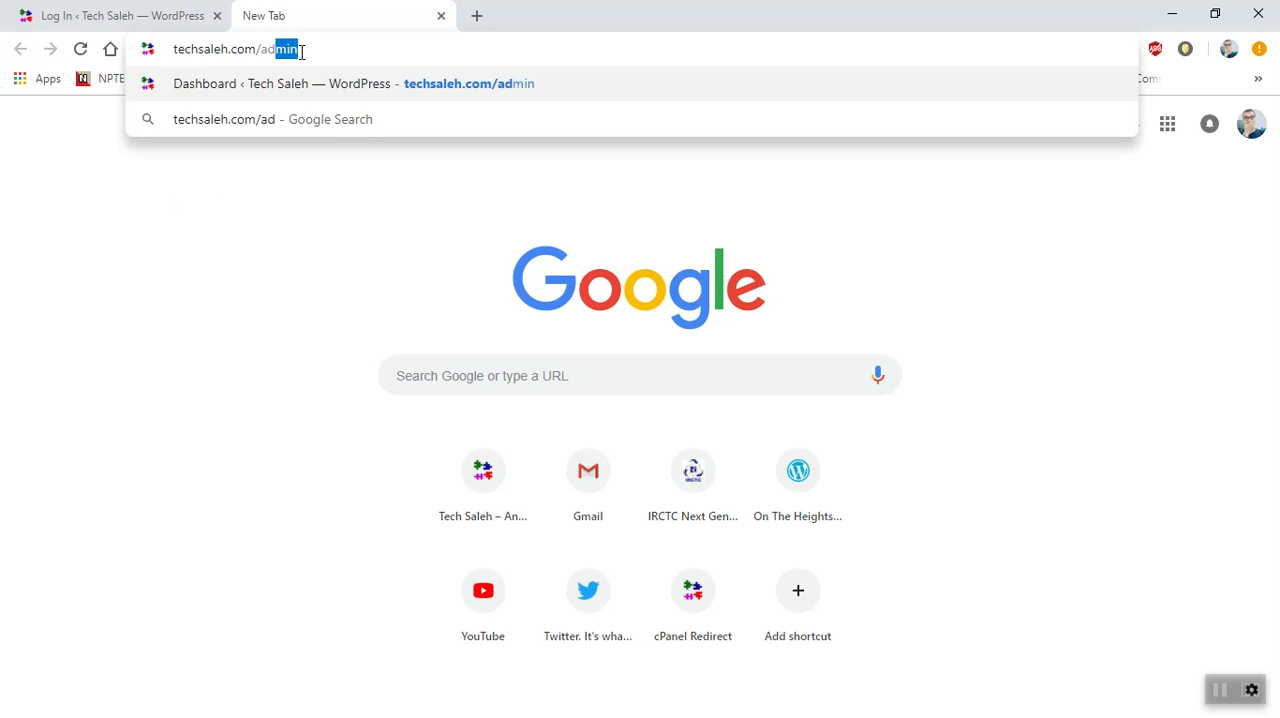 Log In ‹ Tech Saleh — WordPress
New Tab
techsaleh.com/admin
Dashboard ‹ Tech Saleh — WordPress - techsaleh.com/admin
techsaleh.com/ad - Google Search
Apps
NPTE
Com
Google
Search Google or type a URL
Tech Saleh – An...
Gmail
IRCTC Next Gen...
On The Heights...
YouTube
Twitter. It's wha...
cPanel Redirect
Add shortcut